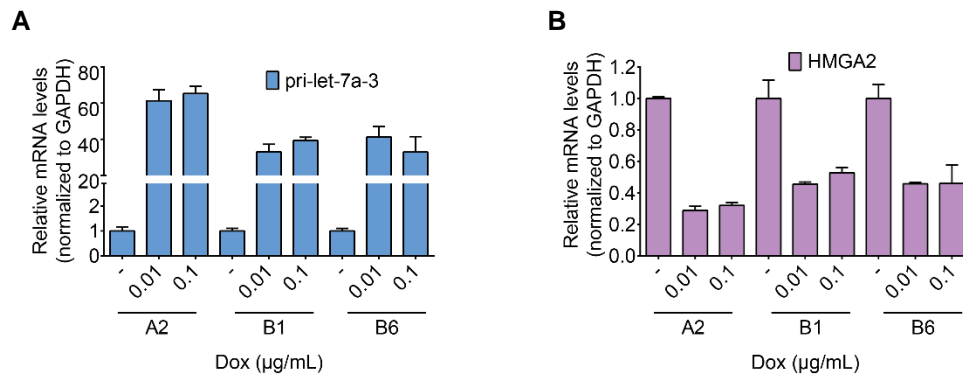 A
Relative mRNA levels
(normalized to GAPDH)
80
60
40
20
2
1
0
pri-let-7a-3
- 0.01 0.1 - 0.01 0.1 - 0.01 0.1
A2 B1 B6
Dox (µg/mL)
B
Relative mRNA levels
(normalized to GAPDH)
1.2
1.0
0.8
0.6
0.4
0.2
0.0
HMGA2
- 0.01 0.1 - 0.01 0.1 - 0.01 0.1
A2 B1 B6
Dox (µg/mL)